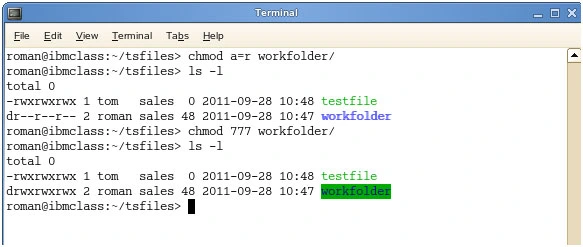 Terminal
File Edit View Terminal Tabs Help
roman@ibmclass:~/tsfiles> chmod a=r workfolder/
roman@ibmclass:~/tsfiles> ls -l
total 0
-rwxrwxrwx 1 tom   sales  0 2011-09-28 10:48 testfile
dr--r--r-- 2 roman sales 48 2011-09-28 10:47 workfolder
roman@ibmclass:~/tsfiles> chmod 777 workfolder/
roman@ibmclass:~/tsfiles> ls -l
total 0
-rwxrwxrwx 1 tom   sales  0 2011-09-28 10:48 testfile
drwxrwxrwx 2 roman sales 48 2011-09-28 10:47 workfolder
roman@ibmclass:~/tsfiles>